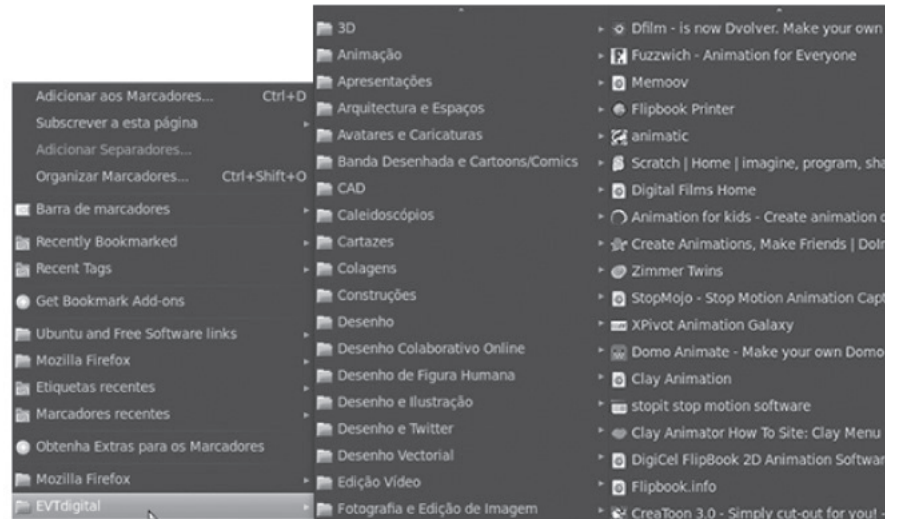 Adicionar aos Marcadores... Ctrl+D
Subscrever a esta página
Adicionar Separadores...
Organizar Marcadores... Ctrl+Shift+O
Barra de marcadores
Recently Bookmarked
Recent Tags
Get Bookmark Add-ons
Ubuntu and Free Software links
Mozilla Firefox
Etiquetas recentes
Marcadores recentes
Obtenha Extras para os Marcadores
Mozilla Firefox
EVTdigital
3D
Animação
Apresentações
Arquitectura e Espaços
Avatares e Caricaturas
Banda Desenhada e Cartoons/Comics
CAD
Caleidoscópios
Cartazes
Colagens
Construções
Desenho
Desenho Colaborativo Online
Desenho de Figura Humana
Desenho e Ilustração
Desenho e Twitter
Desenho Vectorial
Edição Vídeo
Fotografia e Edição de Imagem
Dfilm - is now Dvolver. Make your own
Fuzzwich - Animation for Everyone
Memoov
Flipbook Printer
animatic
Scratch | Home | imagine, program, sha
Digital Films Home
Animation for kids - Create animation c
Create Animations, Make Friends | DoIn
Zimmer Twins
StopMojo - Stop Motion Animation Capt
XPivot Animation Galaxy
Domo Animate - Make your own Domo
Clay Animation
stopit stop motion software
Clay Animator How To Site: Clay Menu
DigiCel FlipBook 2D Animation Softwar
Flipbook.info
CreaToon 3.0 - Simply cut-out for you! -